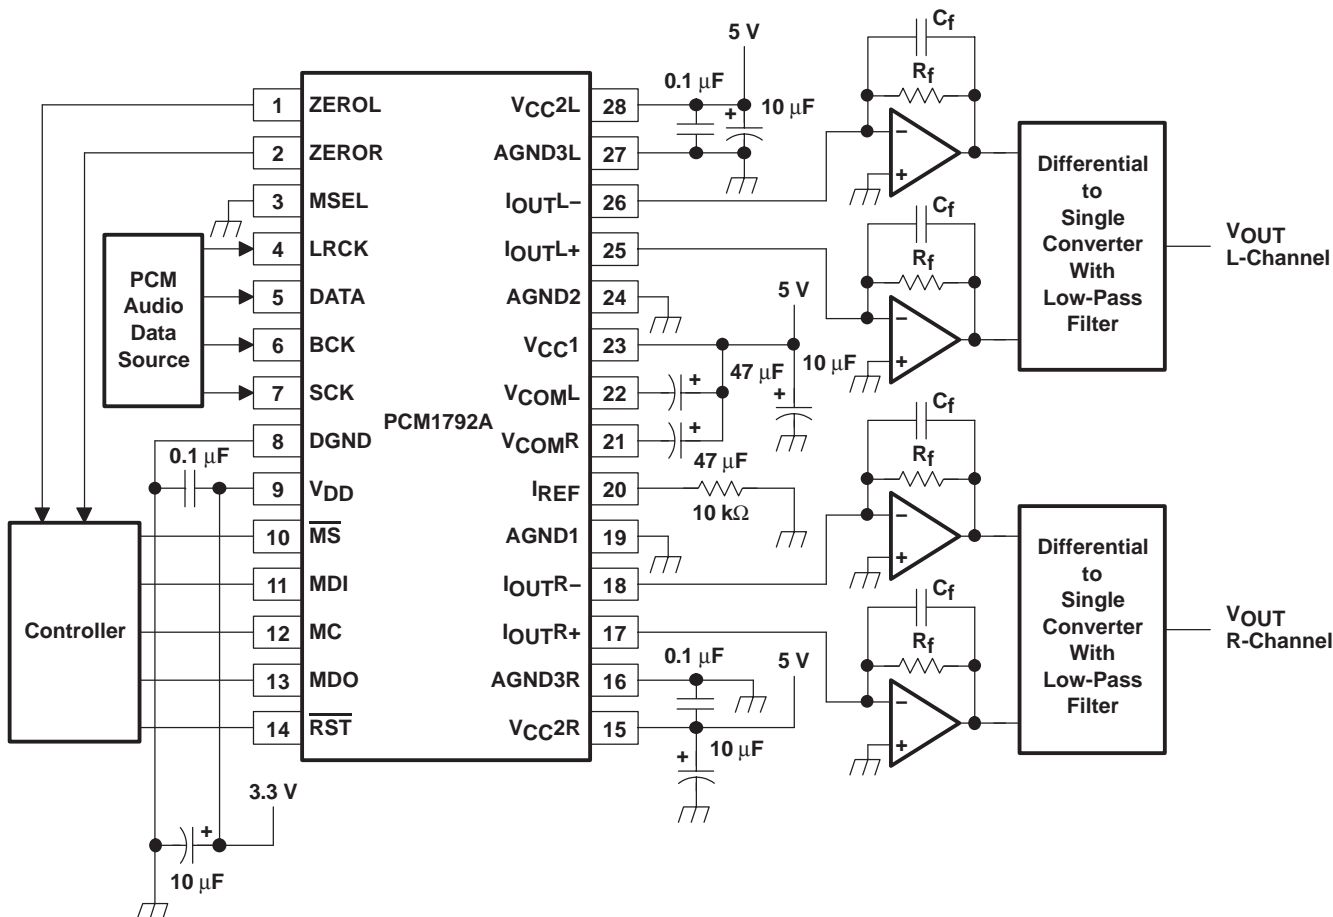 5 V
0.1 μF
10 μF
1 ZEROL
2 ZEROR
3 MSEL
4 LRCK
5 DATA
6 BCK
7 SCK
8 DGND
9 VDD
10 MS
11 MDI
12 MC
13 MDO
14 RST
PCM1792A
VCC2L 28
AGND3L 27
IOUTL– 26
IOUTL+ 25
AGND2 24
VCC1 23
VCOML 22
VCOMR 21
IREF 20
AGND1 19
IOUTR– 18
IOUTR+ 17
AGND3R 16
VCC2R 15
PCM
Audio
Data
Source
0.1 μF
Controller
3.3 V
+
10 μF
+
5 V
47 μF
10 μF
+
+
+
47 μF
10 kΩ
0.1 μF
5 V
10 μF
+
Cf
Rf
–
+
Cf
Rf
–
+
Differential
to
Single
Converter
With
Low-Pass
Filter
VOUT
L-Channel
Cf
Rf
–
+
Cf
Rf
–
+
Differential
to
Single
Converter
With
Low-Pass
Filter
VOUT
R-Channel